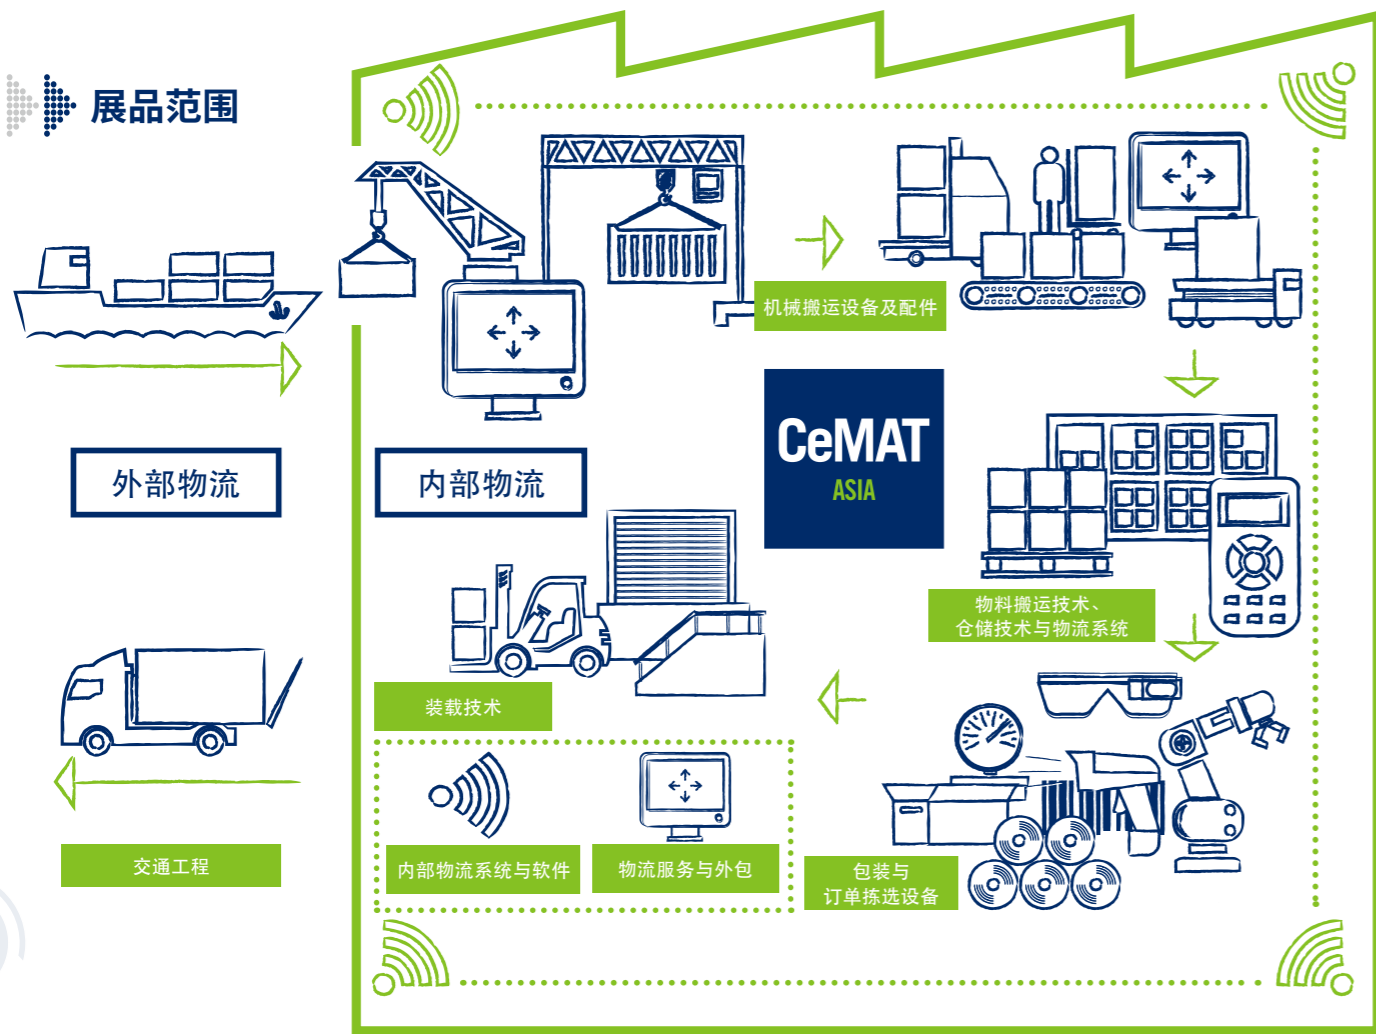 展品范围
机械搬运设备及配件
CeMAT
ASIA
外部物流
内部物流
物料搬运技术、
仓储技术与物流系统
装载技术
交通工程
内部物流系统与软件
物流服务与外包
包装与
订单拣选设备